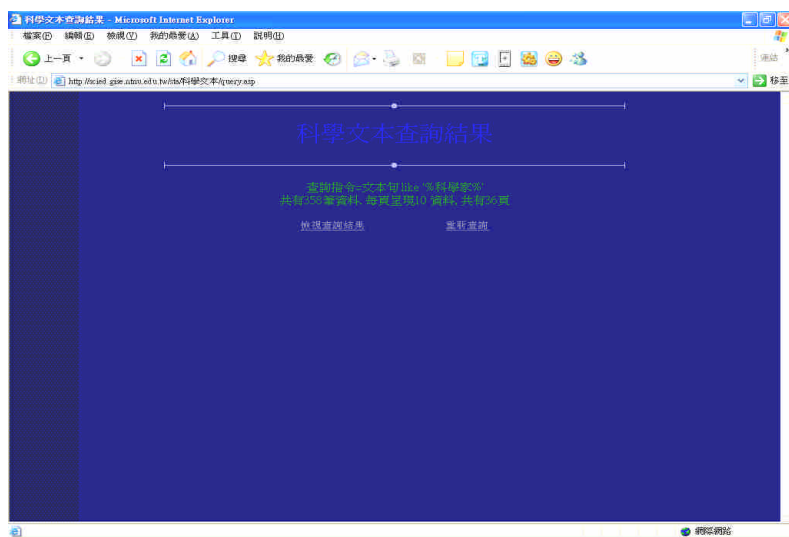 科學文本查詢結果 - Microsoft Internet Explorer
檔案(F) 編輯(E) 檢視(V) 我的最愛(A) 工具(T) 說明(H)
上一頁 搜尋 我的最愛 連結
網址(D) http://scied.gise.ntnu.edu.tw/sta/科學文本/query.asp 移至
科學文本查詢結果
查詢指令=文本句 like '%科學家%'
共有358筆資料, 每頁呈現10 資料, 共有36頁
檢視查詢結果 重新查詢
網際網路